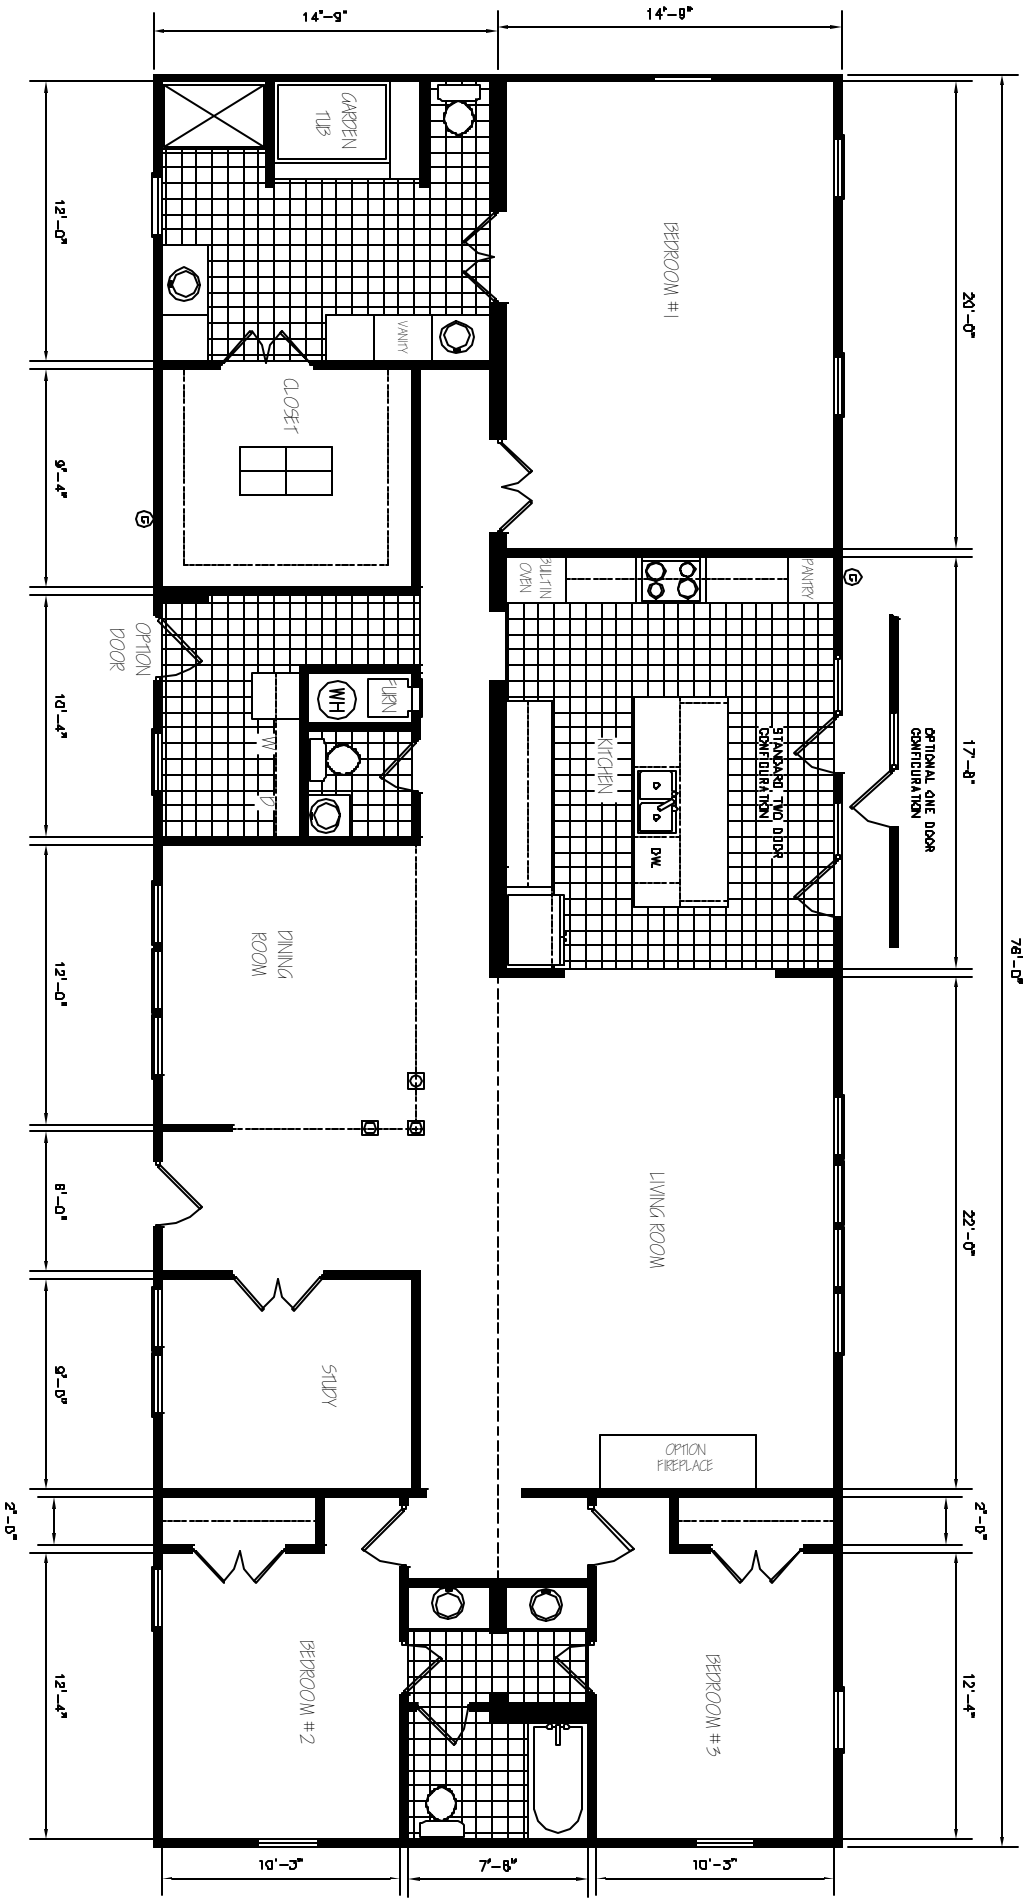 14'-9"
14'-8"
GARDEN
TUB
12'-0"
BEDROOM #1
20'-0"
VANITY
CLOSET
9'-4"
G
BUILT IN
OVEN
PANTRY
G
OPTION
DOOR
10'-4"
WH
FURN
W
D
KITCHEN
DW.
STANDARD TWO DOOR
CONFIGURATION
OPTIONAL ONE DOOR
CONFIGURATION
17'-8"
76'-0"
DINING
ROOM
12'-0"
6'-0"
LIVING ROOM
22'-0"
STUDY
9'-0"
OPTION
FIREPLACE
2'-0"
2'-0"
BEDROOM #2
12'-4"
BEDROOM #3
12'-4"
10'-3"
7'-8"
10'-3"